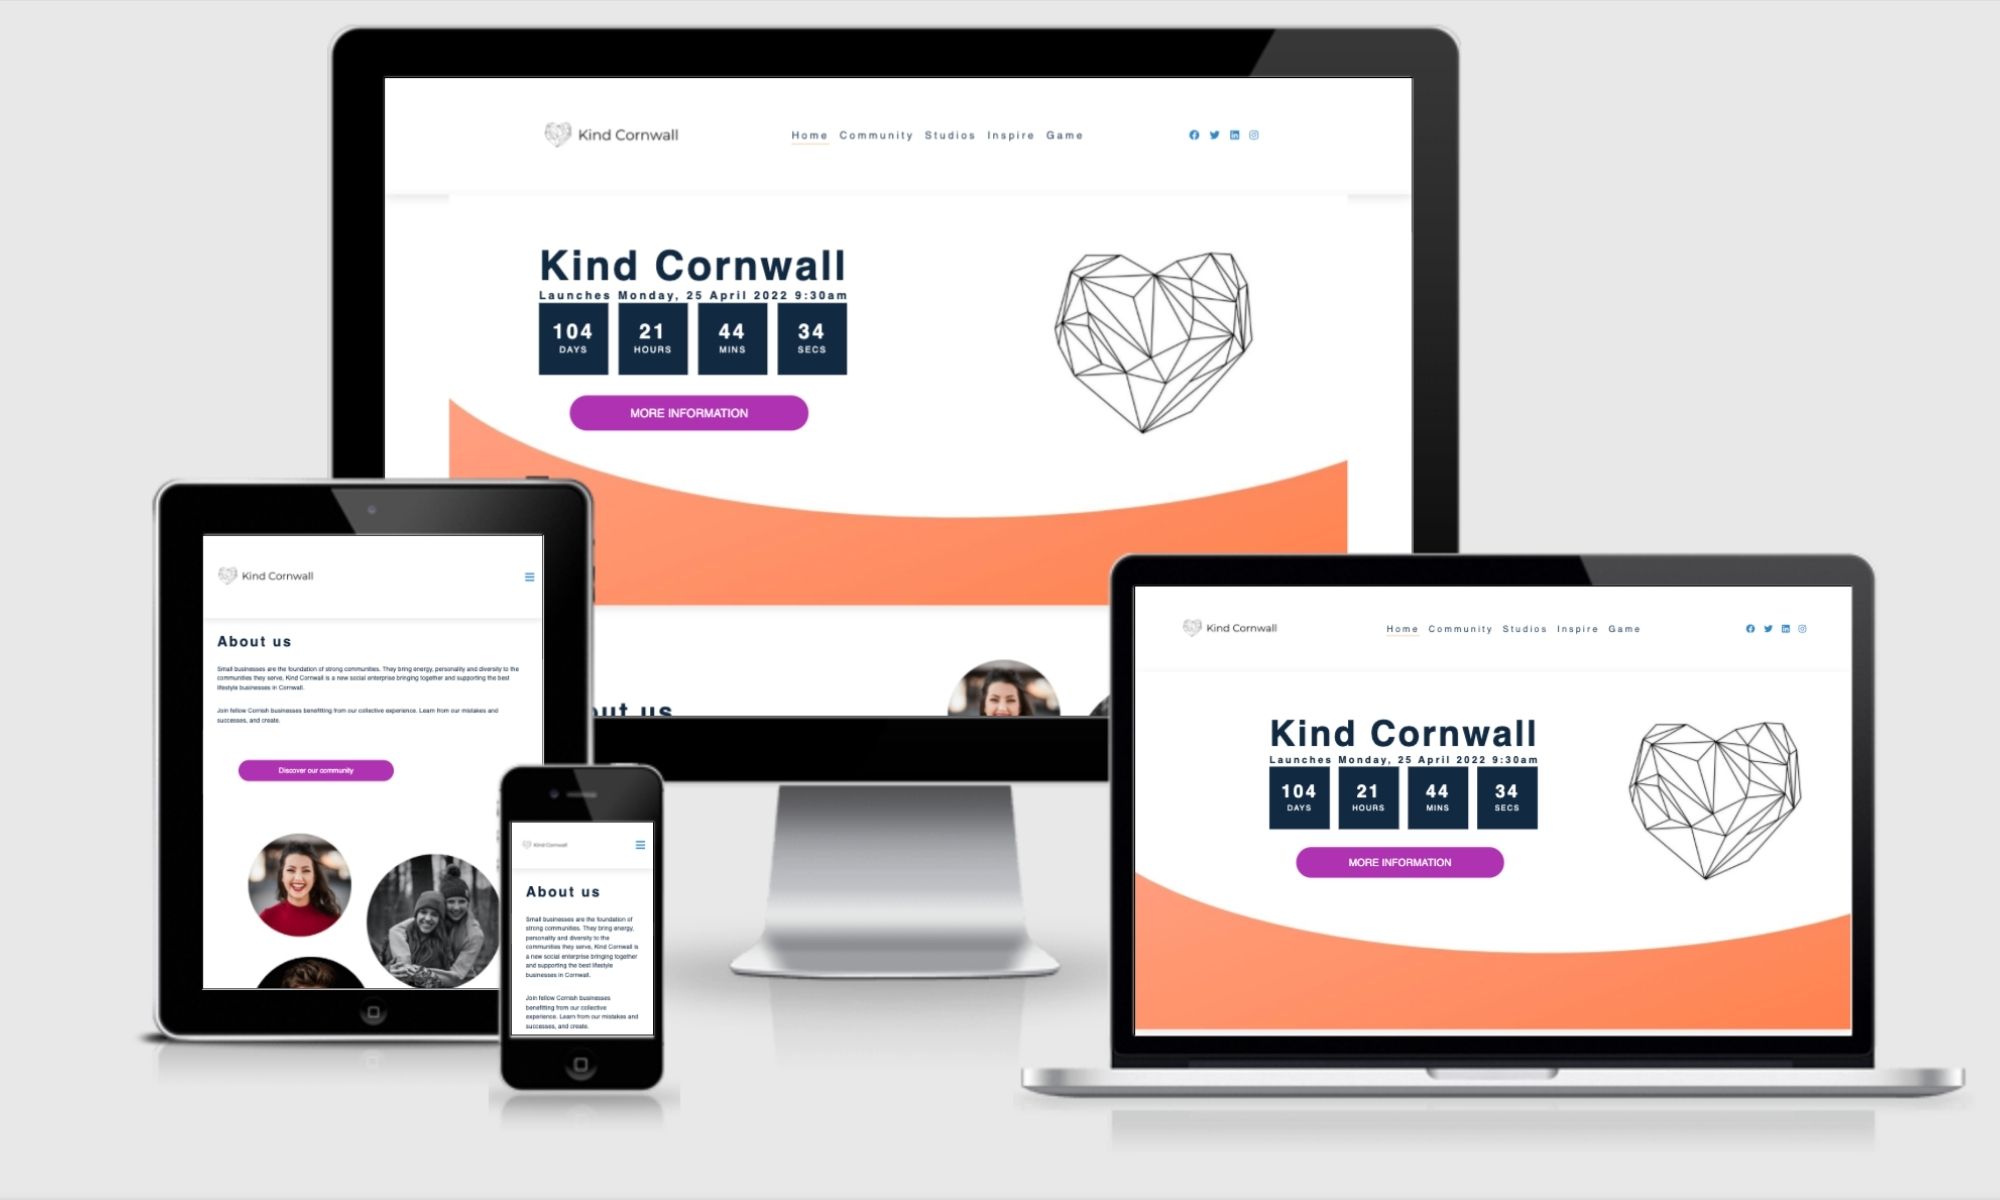 Kind Cornwall
Home Community Studios Inspire Game
Kind Cornwall
Launches Monday, 25 April 2022 9:30am
104 21 44 34
DAYS HOURS MINS SECS
MORE INFORMATION
out us
Kind Cornwall
About us
Small businesses are the foundation of strong communities. They bring energy, personality and diversity to the
communities they serve, Kind Cornwall is a new social enterprise bringing together and supporting the best
lifestyle businesses in Cornwall.
Join fellow Cornish businesses benefitting from our collective experience. Learn from our mistakes and
successes, and create.
Discover our community
Kind Cornwall
About us
Small businesses are the foundation of
strong communities. They bring energy,
personality and diversity to the
communities they serve, Kind Cornwall is
a new social enterprise bringing together
and supporting the best lifestyle
businesses in Cornwall.
Join fellow Cornish businesses
benefitting from our collective
experience. Learn from our mistakes and
successes, and create.
Kind Cornwall
Home Community Studios Inspire Game
Kind Cornwall
Launches Monday, 25 April 2022 9:30am
104 21 44 34
DAYS HOURS MINS SECS
MORE INFORMATION